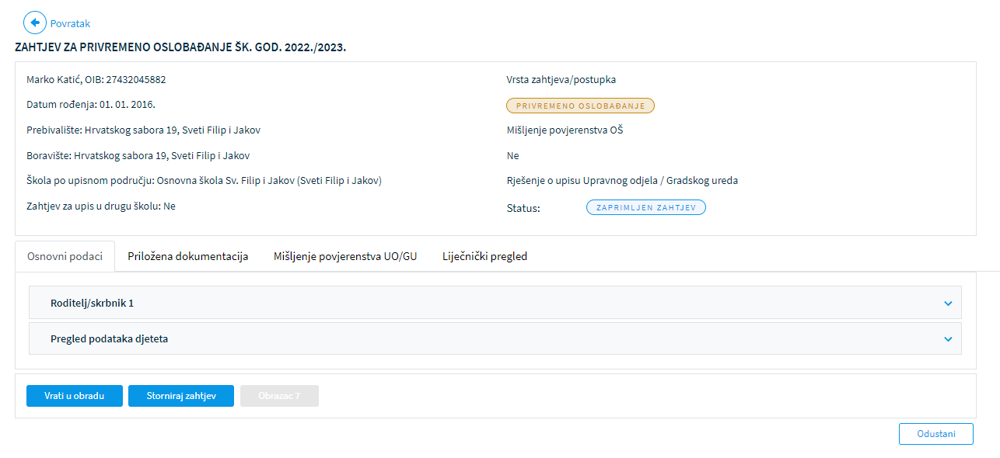 Povratak
ZAHTJEV ZA PRIVREMENO OSLOBAĐANJE ŠK. GOD. 2022./2023.
Marko Katić, OIB: 27432045882
Datum rođenja: 01. 01. 2016.
Prebivalište: Hrvatskog sabora 19, Sveti Filip i Jakov
Boravište: Hrvatskog sabora 19, Sveti Filip i Jakov
Škola po upisnom području: Osnovna škola Sv. Filip i Jakov (Sveti Filip i Jakov)
Zahtjev za upis u drugu školu: Ne
Vrsta zahtjeva/postupka
PRIVREMENO OSLOBAĐANJE
Mišljenje povjerenstva OŠ
Ne
Rješenje o upisu Upravnog odjela / Gradskog ureda
Status: ZAPRIMLJEN ZAHTJEV
Osnovni podaci Priložena dokumentacija Mišljenje povjerenstva UO/GU Liječnički pregled
Roditelj/skrbnik 1
Pregled podataka djeteta
Vrati u obradu Storniraj zahtjev Obrazac 7
Odustani